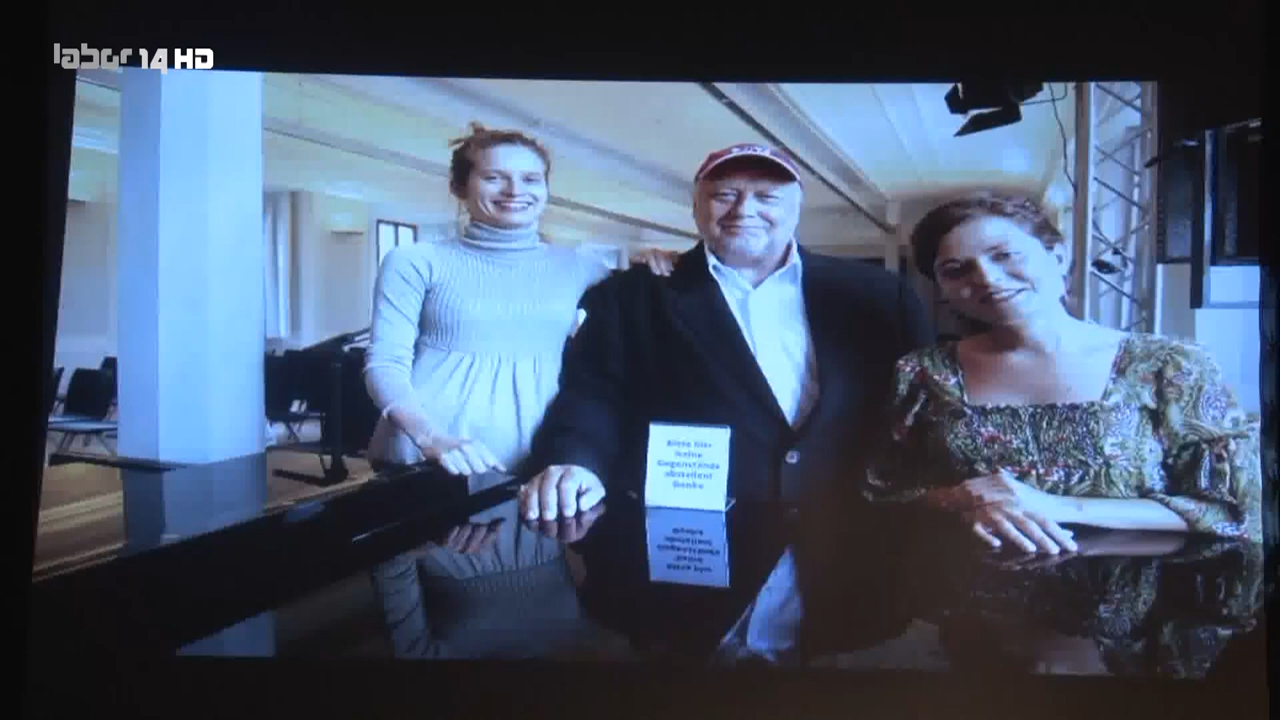 labor 14 HD
Bitte hier
keine
Gegenstände
abstellen!
Danke